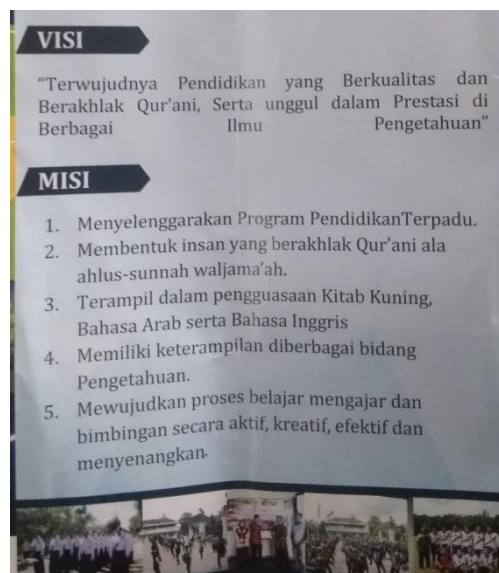 VISI
“Terwujudnya Pendidikan yang Berkualitas dan
Berakhlak Qur’ani, Serta unggul dalam Prestasi di
Berbagai Ilmu Pengetahuan”
MISI
1. Menyelenggarakan Program PendidikanTerpadu.
2. Membentuk insan yang berakhlak Qur’ani ala
ahlus-sunnah waljama’ah.
3. Terampil dalam pengguasaan Kitab Kuning,
Bahasa Arab serta Bahasa Inggris
4. Memiliki keterampilan diberbagai bidang
Pengetahuan.
5. Mewujudkan proses belajar mengajar dan
bimbingan secara aktif, kreatif, efektif dan
menyenangkan.